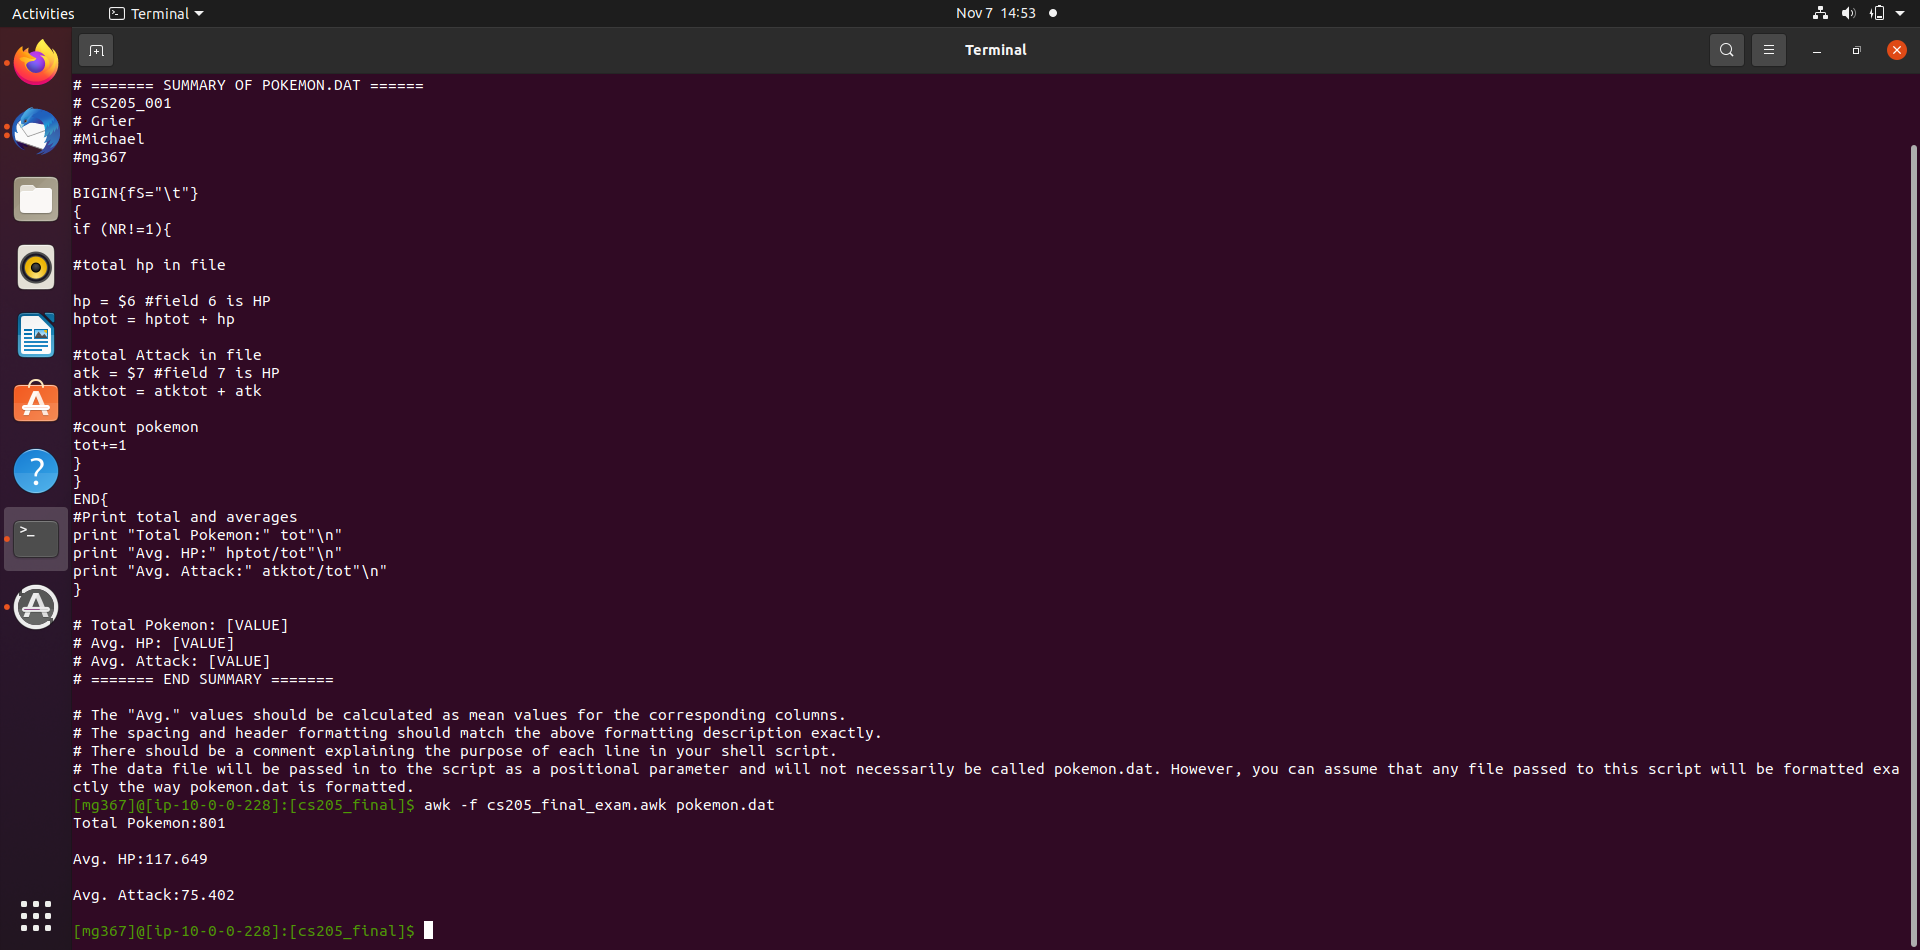 Activities
Terminal
Nov 7 14:53
Terminal
# ======= SUMMARY OF POKEMON.DAT ======
# CS205_001
# Grier
#Michael
#mg367
BIGIN{fS="\t"}
{
if (NR!=1){
#total hp in file
hp = $6 #field 6 is HP
hptot = hptot + hp
#total Attack in file
atk = $7 #field 7 is HP
atktot = atktot + atk
#count pokemon
tot+=1
}
}
END{
#Print total and averages
print "Total Pokemon:" tot"\n"
print "Avg. HP:" hptot/tot"\n"
print "Avg. Attack:" atktot/tot"\n"
}
# Total Pokemon: [VALUE]
# Avg. HP: [VALUE]
# Avg. Attack: [VALUE]
# ======= END SUMMARY =======
# The "Avg." values should be calculated as mean values for the corresponding columns.
# The spacing and header formatting should match the above formatting description exactly.
# There should be a comment explaining the purpose of each line in your shell script.
# The data file will be passed in to the script as a positional parameter and will not necessarily be called pokemon.dat. However, you can assume that any file passed to this script will be formatted exa
ctly the way pokemon.dat is formatted.
[mg367]@[ip-10-0-0-228]:[cs205_final]$ awk -f cs205_final_exam.awk pokemon.dat
Total Pokemon:801
Avg. HP:117.649
Avg. Attack:75.402
[mg367]@[ip-10-0-0-228]:[cs205_final]$